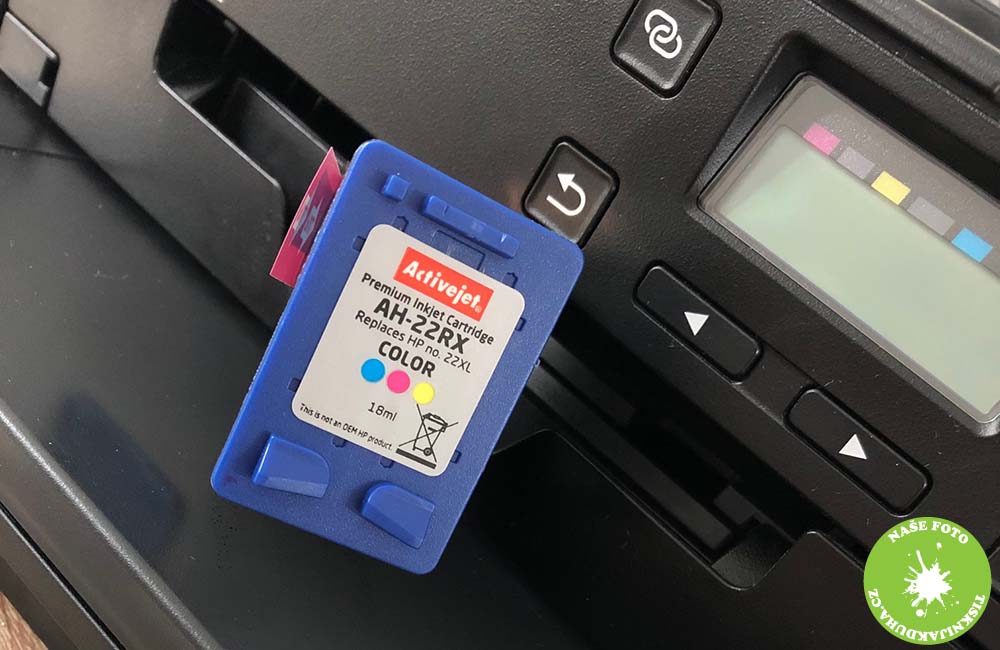 Activejet®
Premium Inkjet Cartridge
AH-22RX
Replaces HP no. 22XL
COLOR
18ml
This is not an OEM HP product.
NAŠE FOTO
TISKNIJAKDUHA.CZ